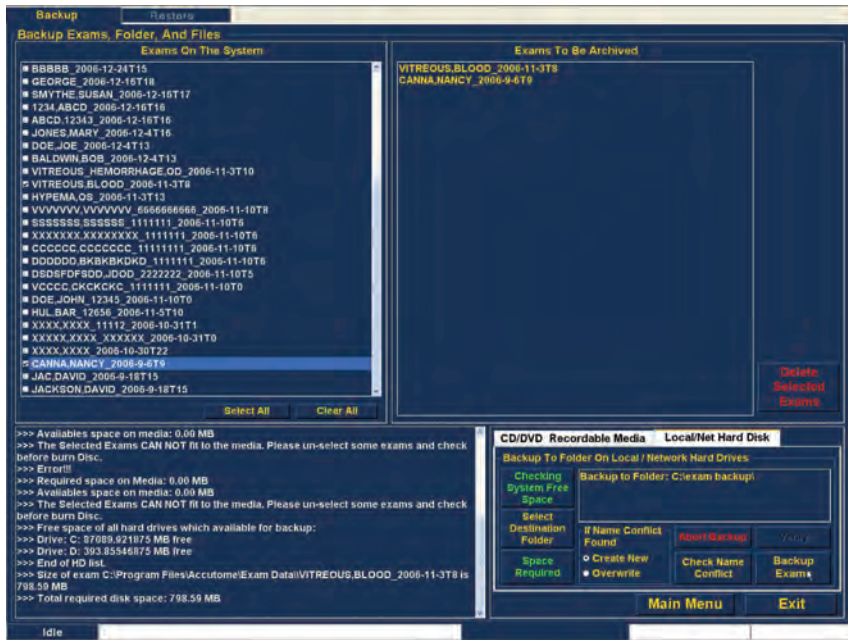 Backup
Restore
Backup Exams, Folder, And Files
Exams On The System
BBBBB_2006-12-24T15
GEORGE_2006-12-16T18
SMYTHE,SUSAN_2006-12-16T17
1234,ABCD_2006-12-16T16
ABCD,12343_2006-12-16T16
JONES,MARY_2006-12-4T16
DOE,JOE_2006-12-4T13
BALDWIN,BOB_2006-12-4T13
VITREOUS_HEMORRHAGE,OD_2006-11-3T10
VITREOUS,BLOOD_2006-11-3T8
HYPEMA,OS_2006-11-3T13
VVVVVVV,VVVVVVV_6666666666_2006-11-10T8
SSSSSSS,SSSSSS_1111111_2006-11-10T6
XXXXXXX,XXXXXXXX_1111111_2006-11-10T6
CCCCCC,CCCCCCC_11111111_2006-11-10T6
DDDDDD,BKBKBKDKD_1111111_2006-11-10T6
DSDSFDFSDD,JDOD_2222222_2006-11-10T5
VCCCC,CKCKCKC_1111111_2006-11-10T0
DOE,JOHN_12345_2006-11-10T0
HUL,BAR_12656_2006-11-5T10
XXXX,XXXX_11112_2006-10-31T1
XXXXX,XXXX_XXXXXX_2006-10-31T0
XXXX,XXXX_2006-10-30T22
CANNA,NANCY_2006-9-6T9
JAC,DAVID_2006-9-18T15
JACKSON,DAVID_2006-9-18T15
Select All
Clear All
Exams To Be Archived
VITREOUS,BLOOD_2006-11-3T8
CANNA,NANCY_2006-9-6T9
Delete
Selected
Exams
>>> Availables space on media: 0.00 MB
>>> The Selected Exams CAN NOT fit to the media. Please un-select some exams and check
before burn Disc.
>>> Error!!!
>>> Required space on Media: 0.00 MB
>>> Availables space on media: 0.00 MB
>>> The Selected Exams CAN NOT fit to the media. Please un-select some exams and check
before burn Disc.
>>> Free space of all hard drives which available for backup:
>>> Drive: C: 87089.921875 MB free
>>> Drive: D: 393.85546875 MB free
>>> End of HD list.
>>> Size of exam C:\Program Files\Accutome\Exam Data\\VITREOUS,BLOOD_2006-11-3T8 is
798.59 MB
>>> Total required disk space: 798.59 MB
CD/DVD Recordable Media
Local/Net Hard Disk
Backup To Folder On Local / Network Hard Drives
Checking
System Free
Space
Backup to Folder: C:\exam backup\
Select
Destination
Folder
If Name Conflict
Found
Abort Backup
Space
Required
Create New
Overwrite
Check Name
Conflict
Backup
Exams
Main Menu
Exit
Idle